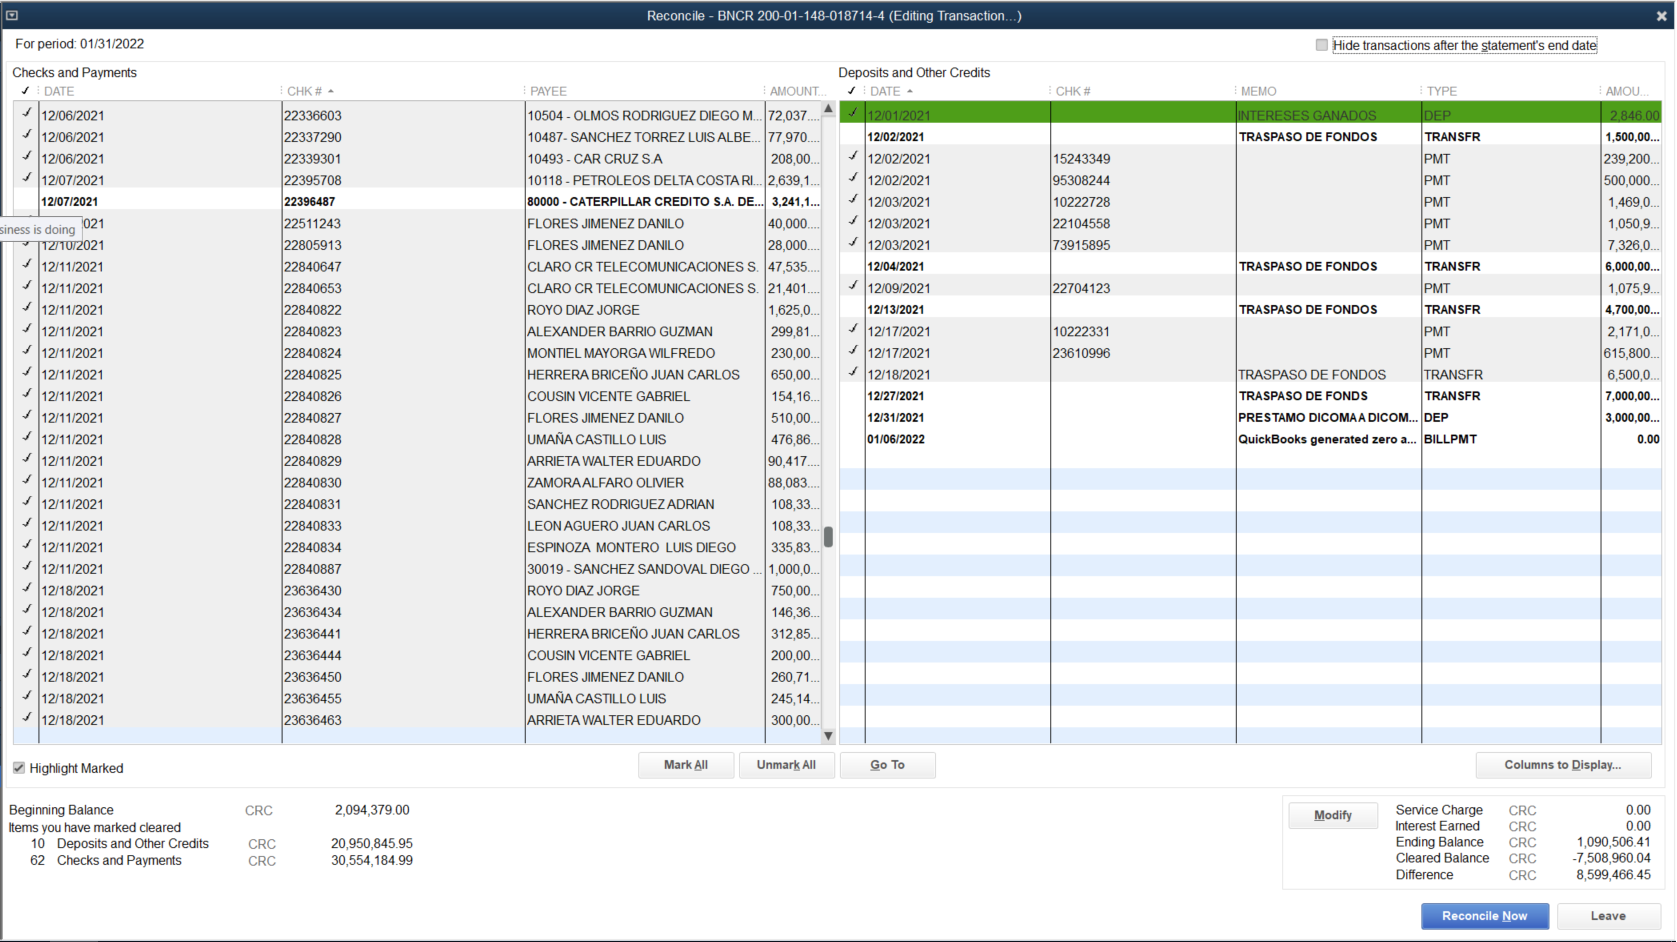 Reconcile - BNCR 200-01-148-018714-4 (Editing Transaction...)
For period: 01/31/2022
Hide transactions after the statement's end date
Checks and Payments
✓ DATE CHK # PAYEE AMOUNT...
✓ 12/06/2021 22336603 10504 - OLMOS RODRIGUEZ DIEGO M... 72,037....
✓ 12/06/2021 22337290 10487- SANCHEZ TORREZ LUIS ALBE... 77,970....
✓ 12/06/2021 22339301 10493 - CAR CRUZ S.A 208,00...
✓ 12/07/2021 22395708 10118 - PETROLEOS DELTA COSTA RI... 2,639,1...
12/07/2021 22396487 80000 - CATERPILLAR CREDITO S.A. DE... 3,241,1...
siness is doing
021 22511243 FLORES JIMENEZ DANILO 40,000....
✓ 12/10/2021 22805913 FLORES JIMENEZ DANILO 28,000....
✓ 12/11/2021 22840647 CLARO CR TELECOMUNICACIONES S. 47,535....
✓ 12/11/2021 22840653 CLARO CR TELECOMUNICACIONES S. 21,401....
✓ 12/11/2021 22840822 ROYO DIAZ JORGE 1,625,0...
✓ 12/11/2021 22840823 ALEXANDER BARRIO GUZMAN 299,81...
✓ 12/11/2021 22840824 MONTIEL MAYORGA WILFREDO 230,00...
✓ 12/11/2021 22840825 HERRERA BRICEÑO JUAN CARLOS 650,00...
✓ 12/11/2021 22840826 COUSIN VICENTE GABRIEL 154,16...
✓ 12/11/2021 22840827 FLORES JIMENEZ DANILO 510,00...
✓ 12/11/2021 22840828 UMAÑA CASTILLO LUIS 476,86...
✓ 12/11/2021 22840829 ARRIETA WALTER EDUARDO 90,417....
✓ 12/11/2021 22840830 ZAMORA ALFARO OLIVIER 88,083....
✓ 12/11/2021 22840831 SANCHEZ RODRIGUEZ ADRIAN 108,33...
✓ 12/11/2021 22840833 LEON AGUERO JUAN CARLOS 108,33...
✓ 12/11/2021 22840834 ESPINOZA MONTERO LUIS DIEGO 335,83...
✓ 12/11/2021 22840887 30019 - SANCHEZ SANDOVAL DIEGO ... 1,000,0...
✓ 12/18/2021 23636430 ROYO DIAZ JORGE 750,00...
✓ 12/18/2021 23636434 ALEXANDER BARRIO GUZMAN 146,36...
✓ 12/18/2021 23636441 HERRERA BRICEÑO JUAN CARLOS 312,85...
✓ 12/18/2021 23636444 COUSIN VICENTE GABRIEL 200,00...
✓ 12/18/2021 23636450 FLORES JIMENEZ DANILO 260,71...
✓ 12/18/2021 23636455 UMAÑA CASTILLO LUIS 245,14...
✓ 12/18/2021 23636463 ARRIETA WALTER EDUARDO 300,00...
Deposits and Other Credits
✓ DATE CHK # MEMO TYPE AMOU...
✓ 12/01/2021 INTERESES GANADOS DEP 2,846.00
12/02/2021 TRASPASO DE FONDOS TRANSFR 1,500,00...
✓ 12/02/2021 15243349 PMT 239,200...
✓ 12/02/2021 95308244 PMT 500,000...
✓ 12/03/2021 10222728 PMT 1,469,0...
✓ 12/03/2021 22104558 PMT 1,050,9...
✓ 12/03/2021 73915895 PMT 7,326,0...
12/04/2021 TRASPASO DE FONDOS TRANSFR 6,000,00...
✓ 12/09/2021 22704123 PMT 1,075,9...
12/13/2021 TRASPASO DE FONDOS TRANSFR 4,700,00...
✓ 12/17/2021 10222331 PMT 2,171,0...
✓ 12/17/2021 23610996 PMT 615,800...
✓ 12/18/2021 TRASPASO DE FONDOS TRANSFR 6,500,0...
12/27/2021 TRASPASO DE FONDS TRANSFR 7,000,00...
12/31/2021 PRESTAMO DICOMA A DICOM... DEP 3,000,00...
01/06/2022 QuickBooks generated zero a... BILLPMT 0.00
Highlight Marked
Mark All
Unmark All
Go To
Columns to Display...
Beginning Balance CRC 2,094,379.00
Items you have marked cleared
10 Deposits and Other Credits CRC 20,950,845.95
62 Checks and Payments CRC 30,554,184.99
Modify
Service Charge CRC 0.00
Interest Earned CRC 0.00
Ending Balance CRC 1,090,506.41
Cleared Balance CRC -7,508,960.04
Difference CRC 8,599,466.45
Reconcile Now
Leave